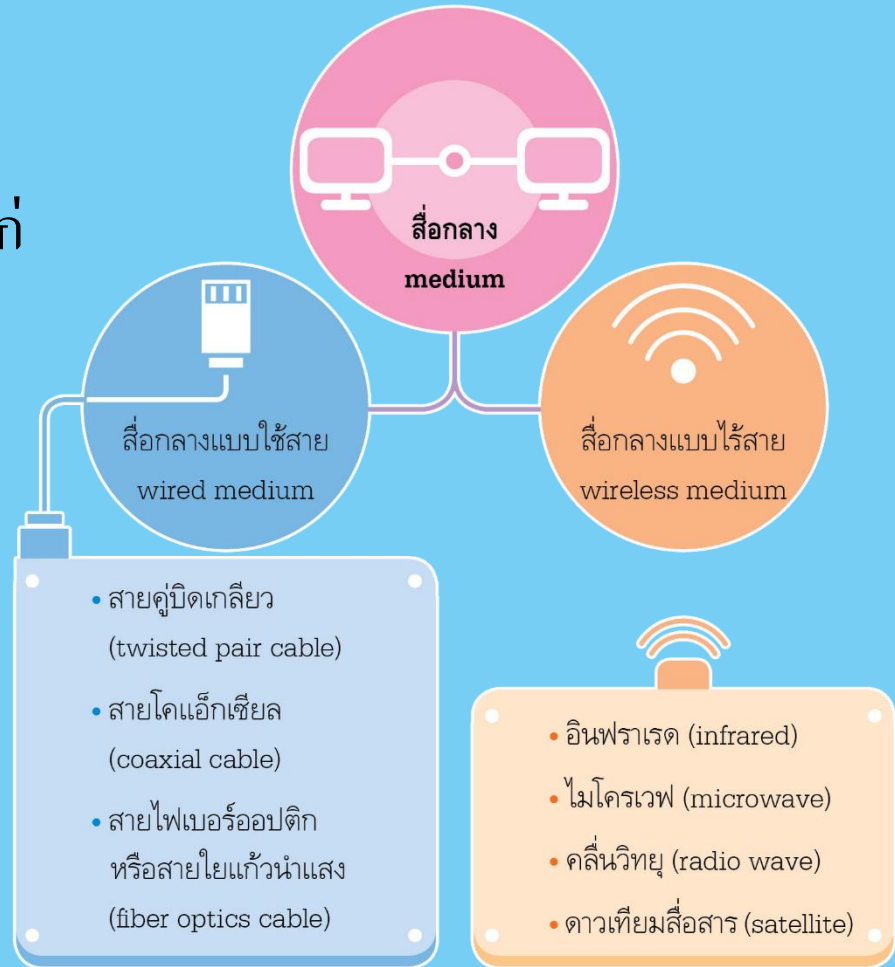 สื่อกลาง
medium
สื่อกลางแบบใช้สาย
wired medium
สื่อกลางแบบไร้สาย
wireless medium
• สายคู่บิดเกลียว
(twisted pair cable)
• สายโคแอ็กเซียล
(coaxial cable)
• สายไฟเบอร์ออปติก
หรือสายใยแก้วนำแสง
(fiber optics cable)
• อินฟราเรด (infrared)
• ไมโครเวฟ (microwave)
• คลื่นวิทยุ (radio wave)
• ดาวเทียมสื่อสาร (satellite)